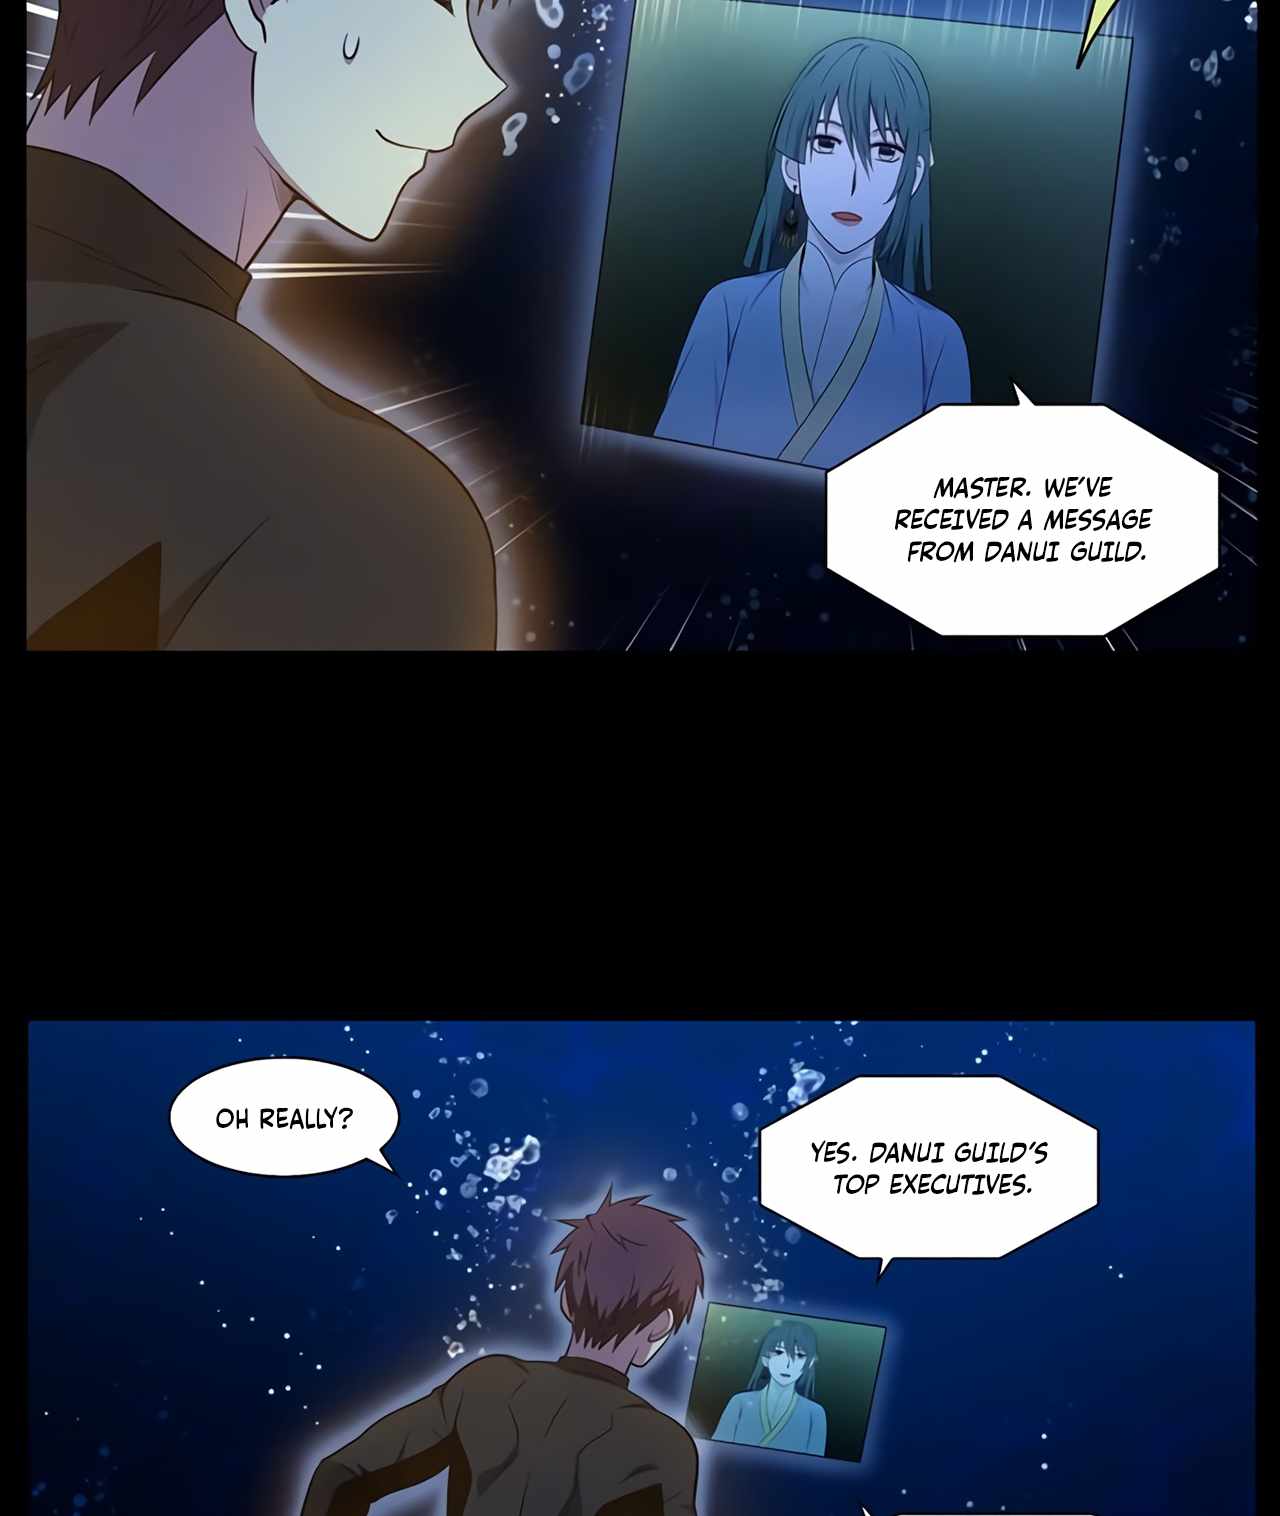 MASTER. WE'VE
RECEIVED A MESSAGE
FROM DANUI GUILD.
OH REALLY?
YES. DANUI GUILD'S
TOP EXECUTIVES.